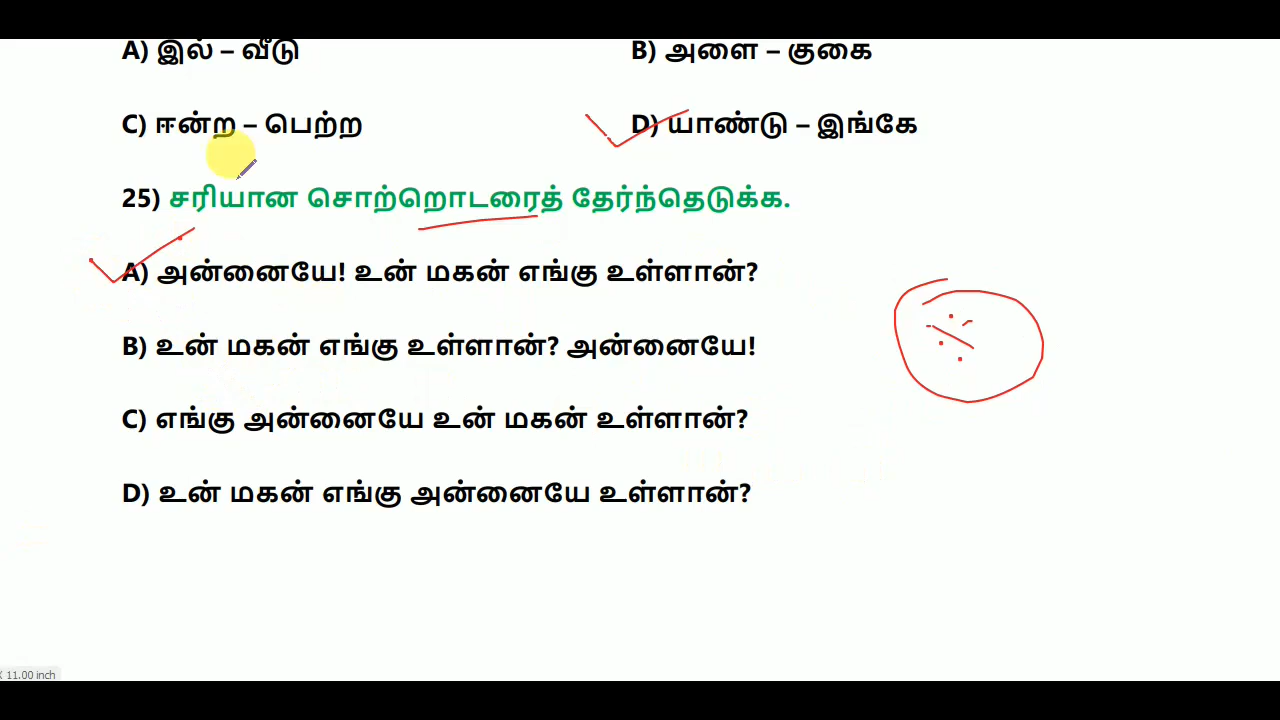 A) இல் – வீடு B) அளை – குகை
C) ஈன்ற – பெற்ற D) யாண்டு – இங்கே
25) சரியான சொற்றொடரைத் தேர்ந்தெடுக்க.
A) அன்னையே! உன் மகன் எங்கு உள்ளான்?
B) உன் மகன் எங்கு உள்ளான்? அன்னையே!
C) எங்கு அன்னையே உன் மகன் உள்ளான்?
D) உன் மகன் எங்கு அன்னையே உள்ளான்?
X 11.00 inch